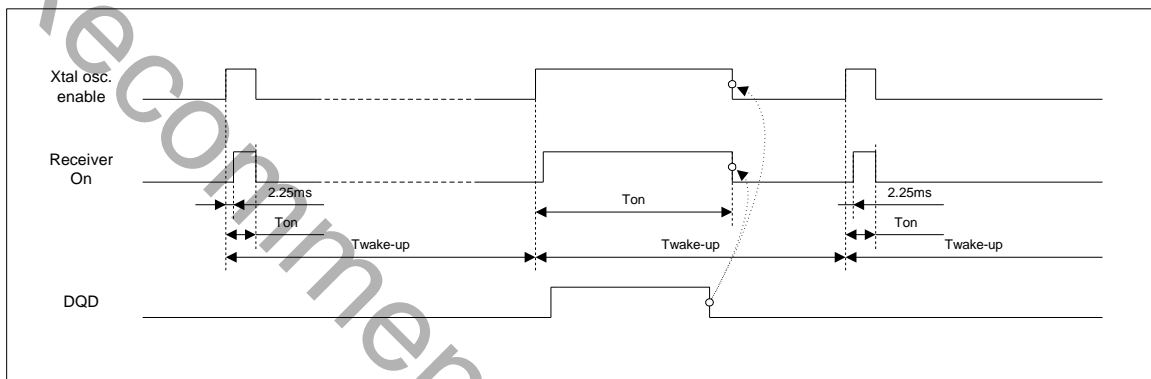 Xtal osc.
enable
Receiver
On
2.25ms
Ton
Twake-up
Ton
Twake-up
2.25ms
Ton
Twake-up
DQD